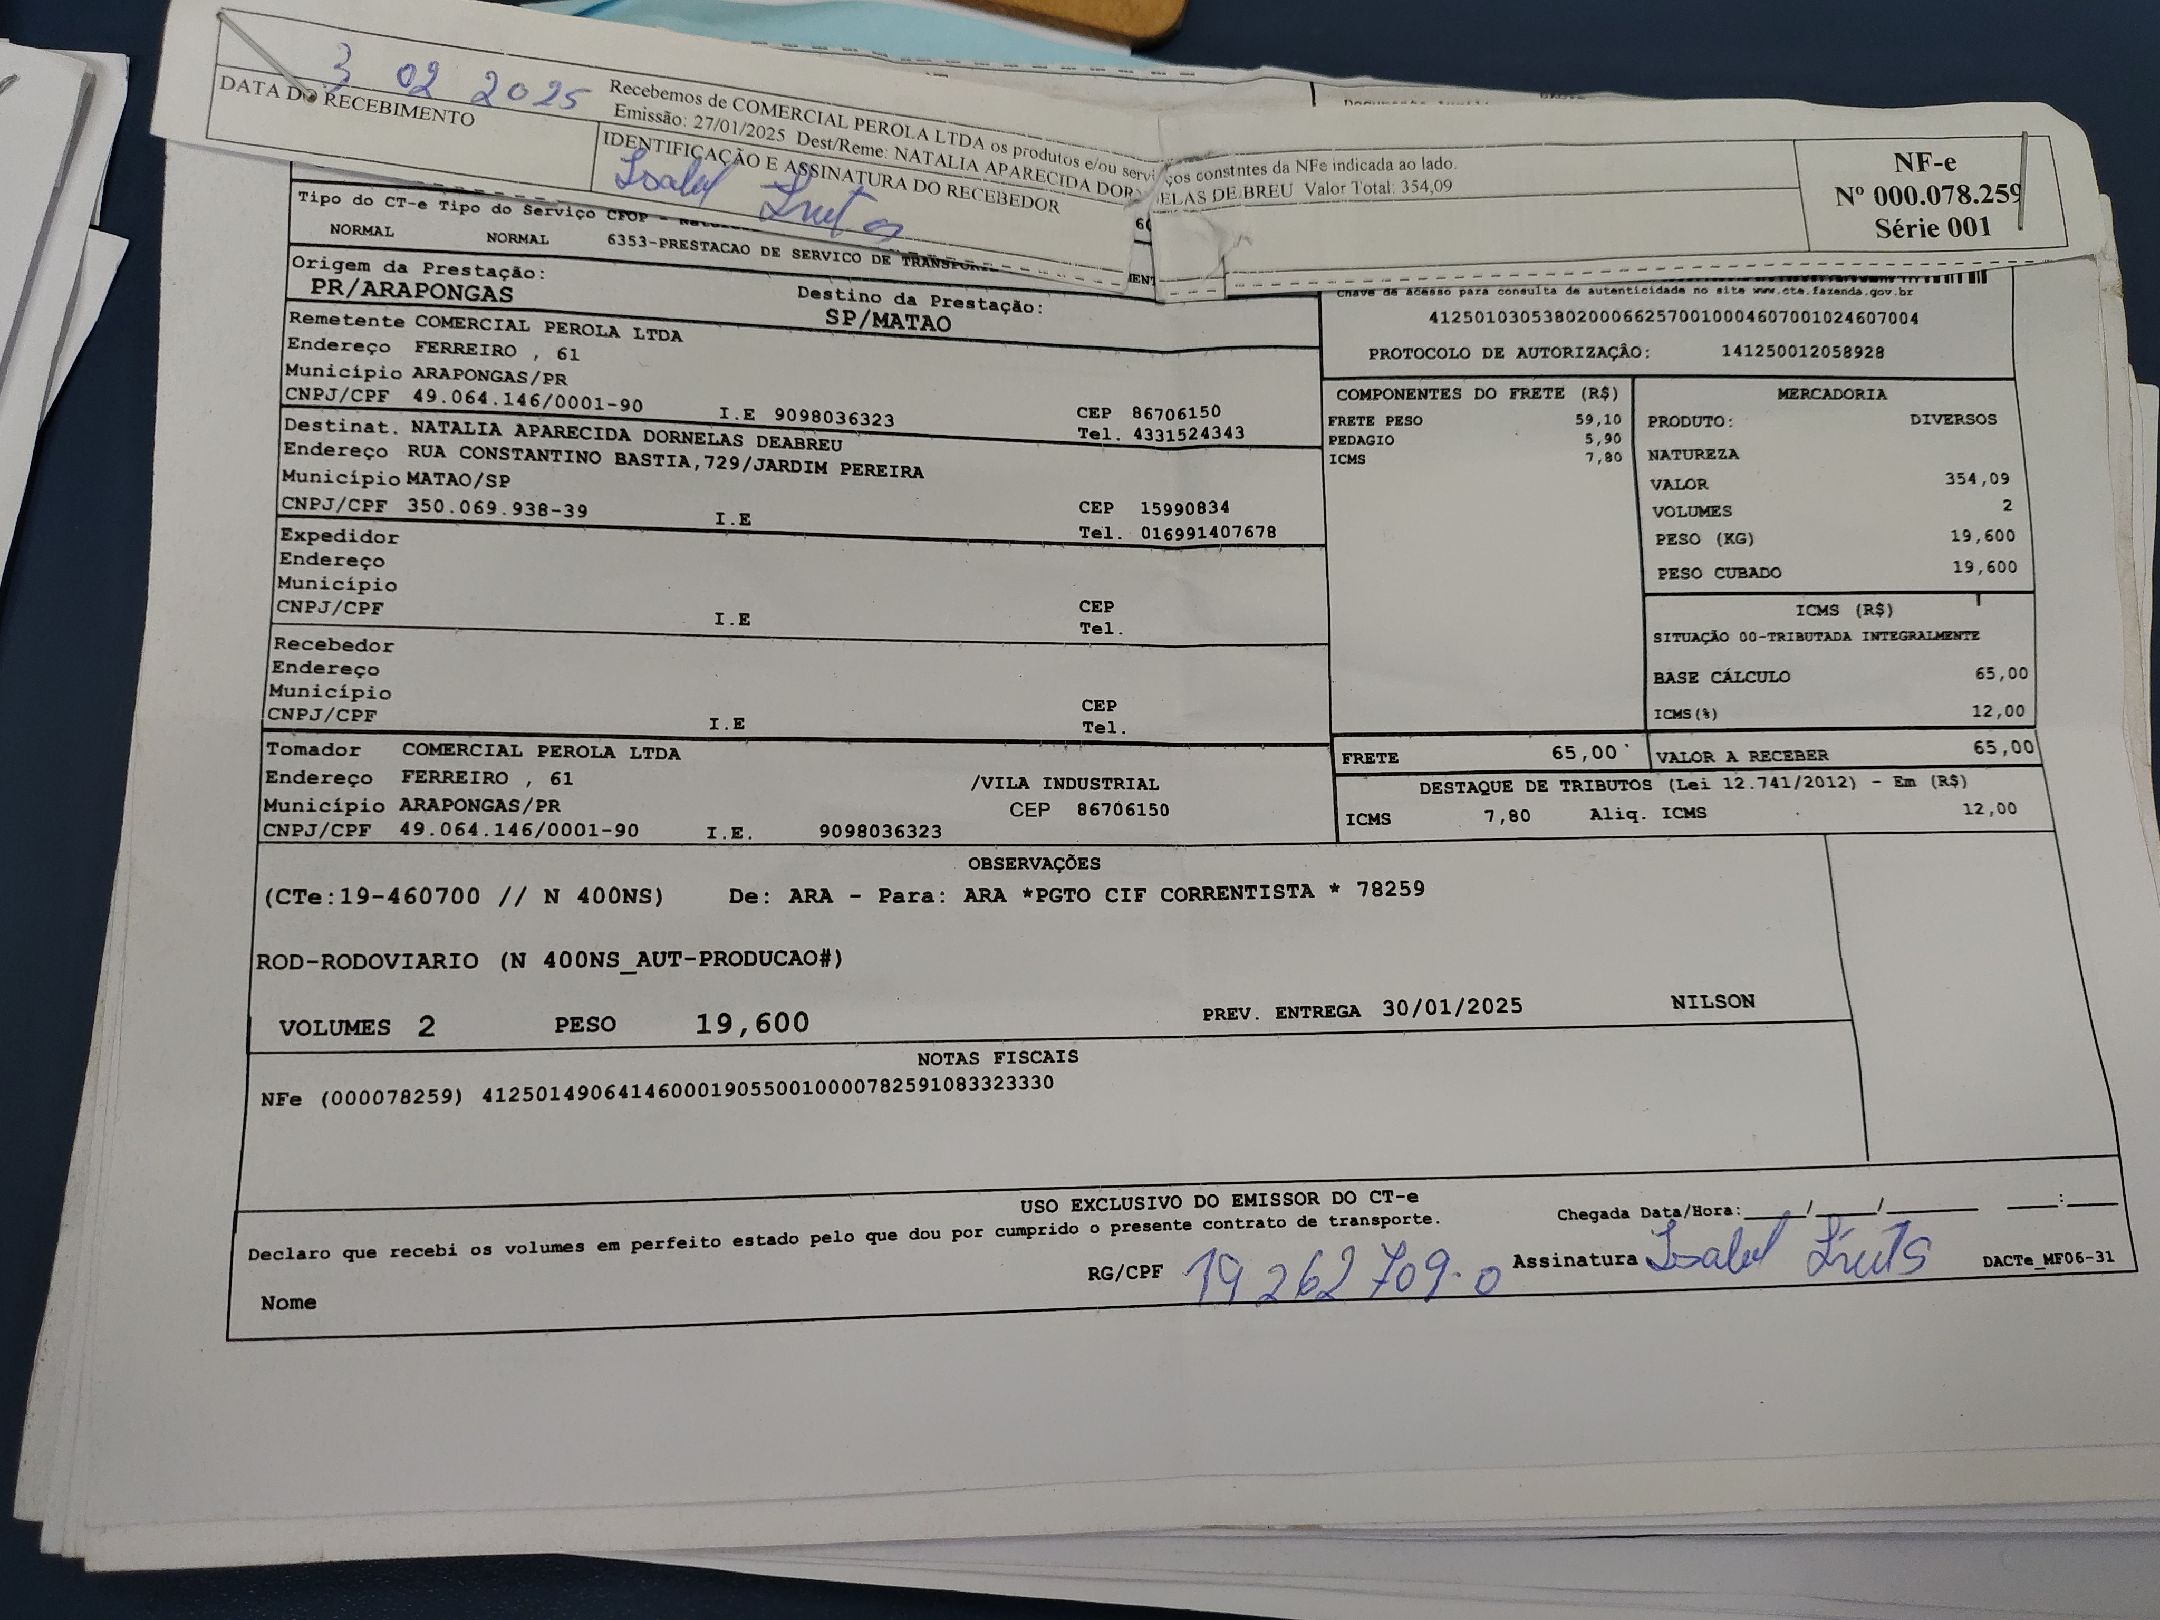 3 02 2025
DATA DO RECEBIMENTO
Recebemos de COMERCIAL PEROLA LTDA os produtos e/ou serviços constntes da NFe indicada ao lado.
Emissão: 27/01/2025 Dest/Reme: NATALIA APARECIDA DORNELAS DE BREU Valor Total: 354,09
IDENTIFICAÇÃO E ASSINATURA DO RECEBEDOR
Isabel
NF-e
Nº 000.078.259
Série 001
Tipo do CT-e Tipo do Serviço CFOP -
NORMAL NORMAL 6353-PRESTACAO DE SERVICO DE
Origem da Prestação:
PR/ARAPONGAS
Destino da Prestação:
SP/MATAO
Chave de acesso para consulta de autenticidade no site www.cte.fazenda.gov.br
41250103053802000662570010004607001024607004
PROTOCOLO DE AUTORIZAÇÃO: 141250012058928
Remetente COMERCIAL PEROLA LTDA
Endereço FERREIRO , 61
Município ARAPONGAS/PR
CNPJ/CPF 49.064.146/0001-90 I.E 9098036323 CEP 86706150
Tel. 4331524343
Destinat. NATALIA APARECIDA DORNELAS DEABREU
Endereço RUA CONSTANTINO BASTIA,729/JARDIM PEREIRA
Município MATAO/SP
CNPJ/CPF 350.069.938-39 I.E CEP 15990834
Tel. 016991407678
Expedidor
Endereço
Município
CNPJ/CPF I.E CEP
Tel.
Recebedor
Endereço
Município
CNPJ/CPF I.E CEP
Tel.
Tomador COMERCIAL PEROLA LTDA
Endereço FERREIRO , 61 /VILA INDUSTRIAL
Município ARAPONGAS/PR CEP 86706150
CNPJ/CPF 49.064.146/0001-90 I.E. 9098036323
COMPONENTES DO FRETE (R$)
FRETE PESO 59,10
PEDAGIO 5,90
ICMS 7,80
MERCADORIA
PRODUTO: DIVERSOS
NATUREZA
VALOR 354,09
VOLUMES 2
PESO (KG) 19,600
PESO CUBADO 19,600
ICMS (R$)
SITUAÇÃO 00-TRIBUTADA INTEGRALMENTE
BASE CÁLCULO 65,00
ICMS(%) 12,00
FRETE 65,00
VALOR A RECEBER 65,00
DESTAQUE DE TRIBUTOS (Lei 12.741/2012) - Em (R$)
ICMS 7,80 Aliq. ICMS 12,00
OBSERVAÇÕES
(CTe:19-460700 // N 400NS) De: ARA - Para: ARA *PGTO CIF CORRENTISTA * 78259
ROD-RODOVIARIO (N 400NS_AUT-PRODUCAO#)
VOLUMES 2 PESO 19,600 PREV. ENTREGA 30/01/2025 NILSON
NOTAS FISCAIS
NFe (000078259) 41250149064146000190550010000782591083323330
USO EXCLUSIVO DO EMISSOR DO CT-e
Declaro que recebi os volumes em perfeito estado pelo que dou por cumprido o presente contrato de transporte.
Chegada Data/Hora:____/____/______ ___:___
Nome RG/CPF 19 262 709-0 Assinatura Isabel DACTe_MF06-31